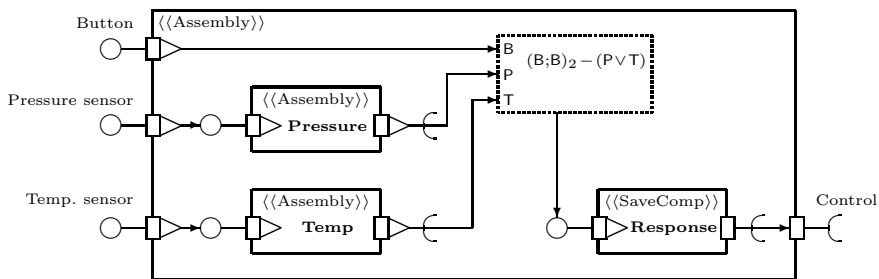 Button
⟨⟨Assembly⟩⟩
B
(B;B)₂−(P∨T)
P
T
Pressure sensor
⟨⟨Assembly⟩⟩
Pressure
Temp. sensor
⟨⟨Assembly⟩⟩
Temp
⟨⟨SaveComp⟩⟩
Response
Control